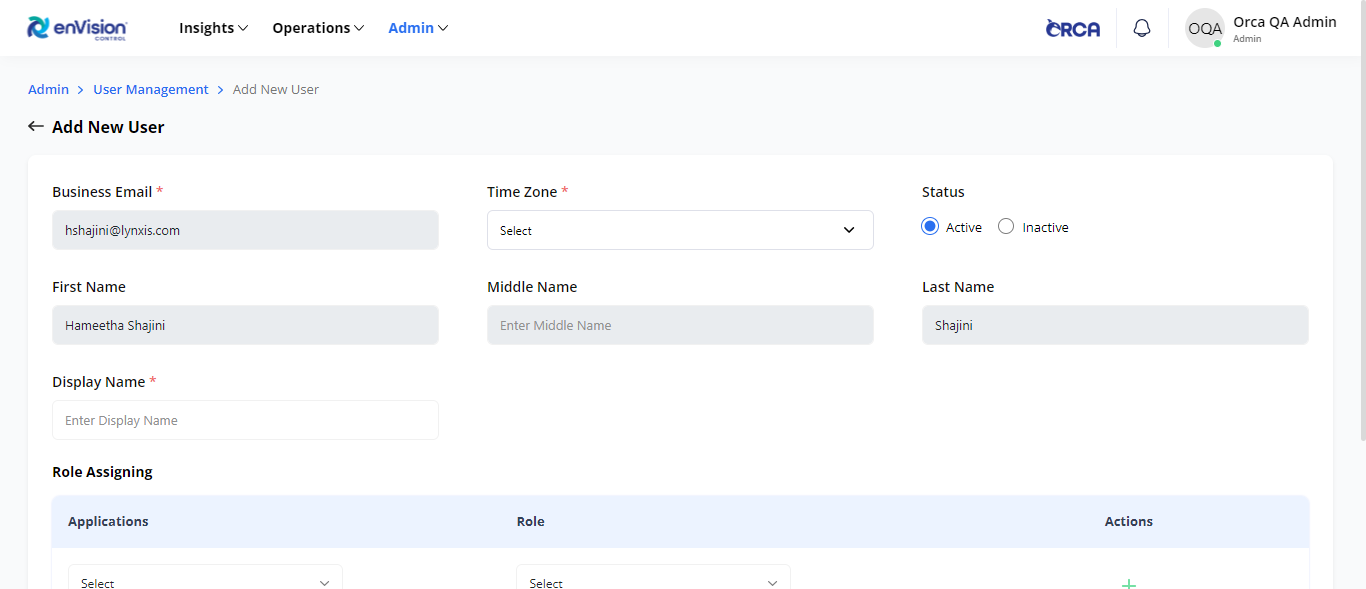 enVision CONTROL Insights Operations Admin ORCA OQA Orca QA Admin
Admin
Admin > User Management > Add New User
← Add New User
Business Email * Time Zone * Status
hshajini@lynxis.com Select Active Inactive
First Name Middle Name Last Name
Hameetha Shajini Enter Middle Name Shajini
Display Name *
Enter Display Name
Role Assigning
Applications Role Actions
Select Select +